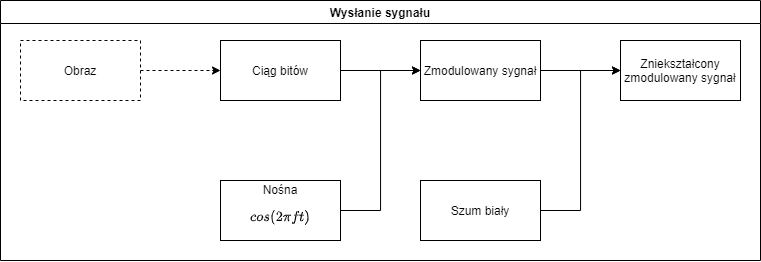 Wysłanie sygnału
Obraz
Ciąg bitów
Zmodulowany sygnał
Zniekształcony
zmodulowany sygnał
Nośna
cos(2πft)
Szum biały